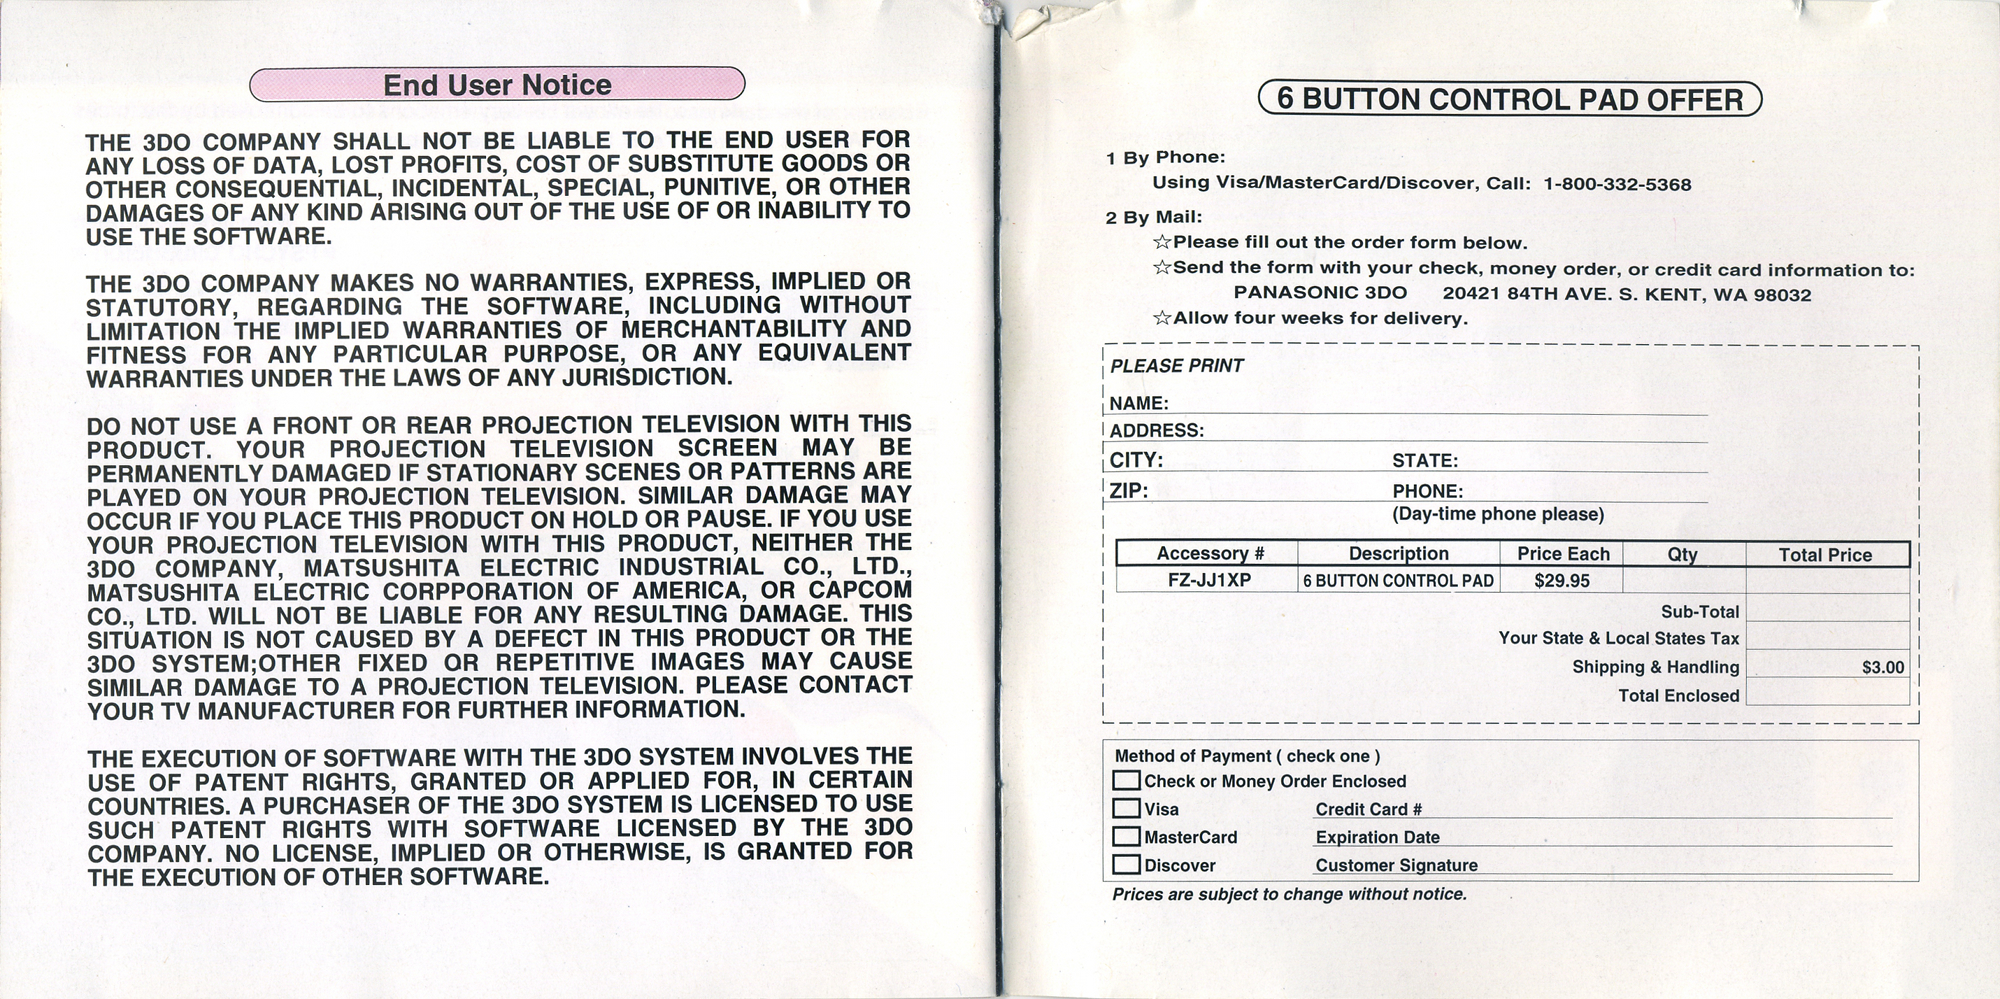 End User Notice
THE 3DO COMPANY SHALL NOT BE LIABLE TO THE END USER FOR
ANY LOSS OF DATA, LOST PROFITS, COST OF SUBSTITUTE GOODS OR
OTHER CONSEQUENTIAL, INCIDENTAL, SPECIAL, PUNITIVE, OR OTHER
DAMAGES OF ANY KIND ARISING OUT OF THE USE OF OR INABILITY TO
USE THE SOFTWARE.
THE 3DO COMPANY MAKES NO WARRANTIES, EXPRESS, IMPLIED OR
STATUTORY, REGARDING THE SOFTWARE, INCLUDING WITHOUT
LIMITATION THE IMPLIED WARRANTIES OF MERCHANTABILITY AND
FITNESS FOR ANY PARTICULAR PURPOSE, OR ANY EQUIVALENT
WARRANTIES UNDER THE LAWS OF ANY JURISDICTION.
DO NOT USE A FRONT OR REAR PROJECTION TELEVISION WITH THIS
PRODUCT. YOUR PROJECTION TELEVISION SCREEN MAY BE
PERMANENTLY DAMAGED IF STATIONARY SCENES OR PATTERNS ARE
PLAYED ON YOUR PROJECTION TELEVISION. SIMILAR DAMAGE MAY
OCCUR IF YOU PLACE THIS PRODUCT ON HOLD OR PAUSE. IF YOU USE
YOUR PROJECTION TELEVISION WITH THIS PRODUCT, NEITHER THE
3DO COMPANY, MATSUSHITA ELECTRIC INDUSTRIAL CO., LTD.,
MATSUSHITA ELECTRIC CORPPORATION OF AMERICA, OR CAPCOM
CO., LTD. WILL NOT BE LIABLE FOR ANY RESULTING DAMAGE. THIS
SITUATION IS NOT CAUSED BY A DEFECT IN THIS PRODUCT OR THE
3DO SYSTEM;OTHER FIXED OR REPETITIVE IMAGES MAY CAUSE
SIMILAR DAMAGE TO A PROJECTION TELEVISION. PLEASE CONTACT
YOUR TV MANUFACTURER FOR FURTHER INFORMATION.
THE EXECUTION OF SOFTWARE WITH THE 3DO SYSTEM INVOLVES THE
USE OF PATENT RIGHTS, GRANTED OR APPLIED FOR, IN CERTAIN
COUNTRIES. A PURCHASER OF THE 3DO SYSTEM IS LICENSED TO USE
SUCH PATENT RIGHTS WITH SOFTWARE LICENSED BY THE 3DO
COMPANY. NO LICENSE, IMPLIED OR OTHERWISE, IS GRANTED FOR
THE EXECUTION OF OTHER SOFTWARE.
6 BUTTON CONTROL PAD OFFER
1 By Phone:
Using Visa/MasterCard/Discover, Call: 1-800-332-5368
2 By Mail:
☆Please fill out the order form below.
☆Send the form with your check, money order, or credit card information to:
PANASONIC 3DO 20421 84TH AVE. S. KENT, WA 98032
☆Allow four weeks for delivery.
PLEASE PRINT
NAME:
ADDRESS:
CITY: STATE:
ZIP: PHONE:
(Day-time phone please)
Accessory # Description Price Each Qty Total Price
FZ-JJ1XP 6 BUTTON CONTROL PAD $29.95
Sub-Total
Your State & Local States Tax
Shipping & Handling $3.00
Total Enclosed
Method of Payment ( check one )
Check or Money Order Enclosed
Visa Credit Card #
MasterCard Expiration Date
Discover Customer Signature
Prices are subject to change without notice.